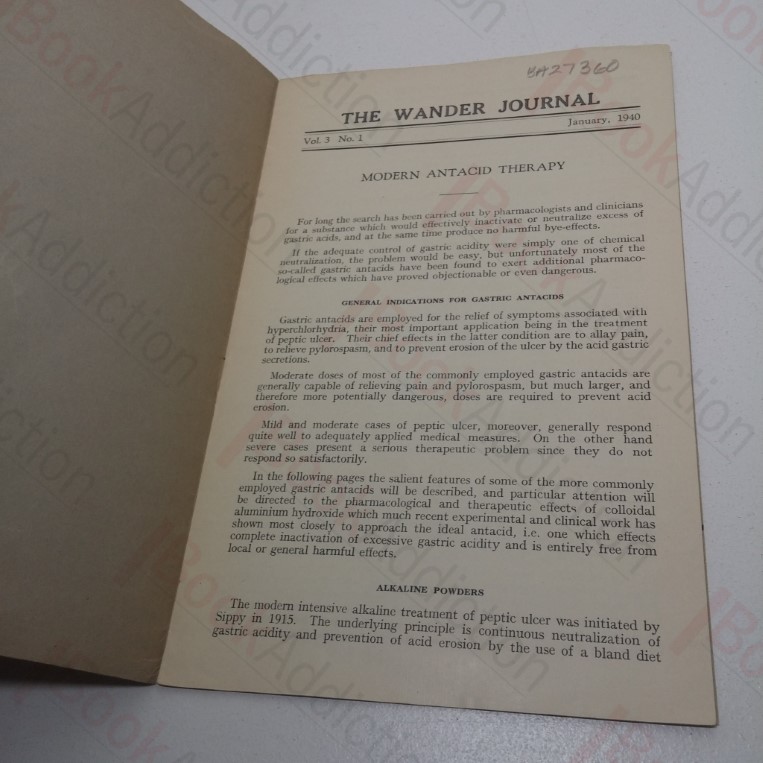 BA27360
THE WANDER JOURNAL
Vol. 3 No. 1 January, 1940
MODERN ANTACID THERAPY
For long the search has been carried out by pharmacologists and clinicians
for a substance which would effectively inactivate or neutralize excess of
gastric acids, and at the same time produce no harmful bye-effects.
If the adequate control of gastric acidity were simply one of chemical
neutralization, the problem would be easy, but unfortunately most of the
so-called gastric antacids have been found to exert additional pharmaco-
logical effects which have proved objectionable or even dangerous.
GENERAL INDICATIONS FOR GASTRIC ANTACIDS
Gastric antacids are employed for the relief of symptoms associated with
hyperchlorhydria, their most important application being in the treatment
of peptic ulcer. Their chief effects in the latter condition are to allay pain,
to relieve pylorospasm, and to prevent erosion of the ulcer by the acid gastric
secretions.
Moderate doses of most of the commonly employed gastric antacids are
generally capable of relieving pain and pylorospasm, but much larger, and
therefore more potentially dangerous, doses are required to prevent acid
erosion.
Mild and moderate cases of peptic ulcer, moreover, generally respond
quite well to adequately applied medical measures. On the other hand
severe cases present a serious therapeutic problem since they do not
respond so satisfactorily.
In the following pages the salient features of some of the more commonly
employed gastric antacids will be described, and particular attention will
be directed to the pharmacological and therapeutic effects of colloidal
aluminium hydroxide which much recent experimental and clinical work has
shown most closely to approach the ideal antacid, i.e. one which effects
complete inactivation of excessive gastric acidity and is entirely free from
local or general harmful effects.
ALKALINE POWDERS
The modern intensive alkaline treatment of peptic ulcer was initiated by
Sippy in 1915. The underlying principle is continuous neutralization of
gastric acidity and prevention of acid erosion by the use of a bland diet
BookAddiction